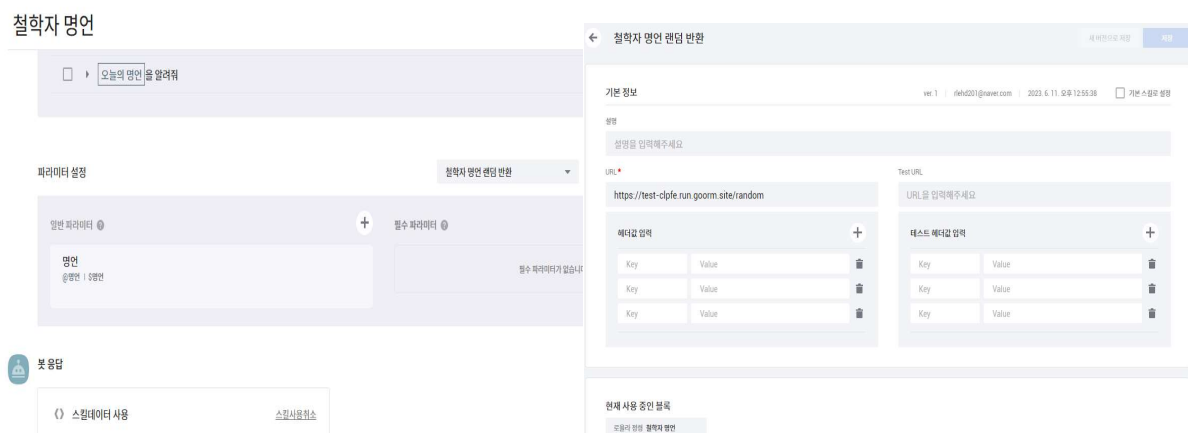 철학자 명언
오늘의 명언 을 알려줘
파라미터 설정
철학자 명언 랜덤 반환
일반 파라미터 ?
필수 파라미터 ?
명언
@명언 | $명언
필수 파라미터가 없습니다
봇 응답
스킬데이터 사용
스킬사용취소
철학자 명언 랜덤 반환
새 버전으로 저장
저장
기본 정보
ver. 1 | rlehd201@naver.com | 2023. 6. 11. 오후 12:55:38
기본 스킬로 설정
설명
설명을 입력해주세요
URL*
Test URL
https://test-clpfe.run.goorm.site/random
URL을 입력해주세요
헤더값 입력
테스트 헤더값 입력
Key Value Key Value
Key Value Key Value
Key Value Key Value
현재 사용 중인 블록
철학자 명언